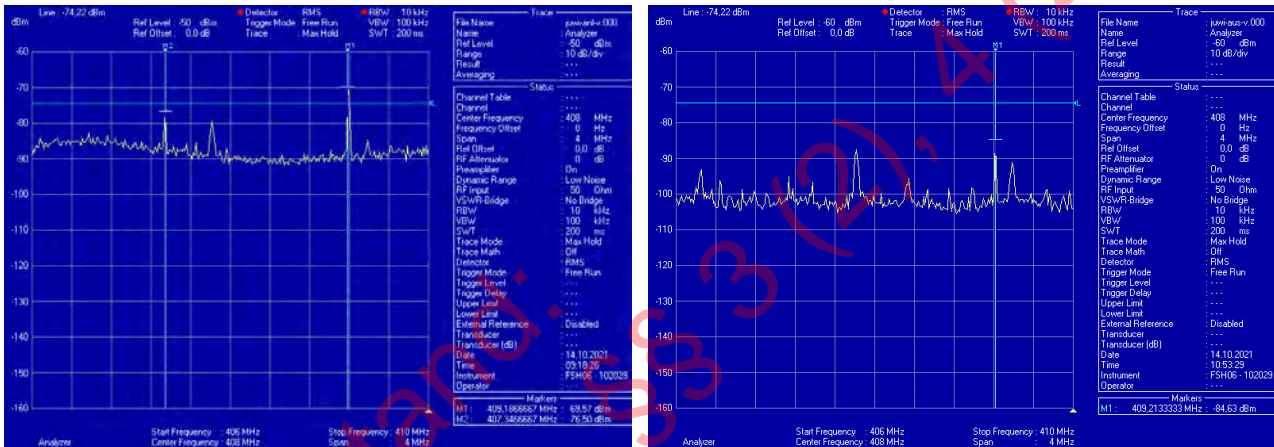 Line : -74,22 dBm
Ref Level : -50 dBm
Ref Offset : 0,0 dB
Detector : RMS
Trigger Mode : Free Run
Trace : Max Hold
RBW : 10 kHz
VBW : 100 kHz
SWT : 200 ms
dBm
M2
M1
-60
-70
-80
-90
-100
-110
-120
-130
-140
-150
-160
L
Analyzer
Start Frequency : 406 MHz
Center Frequency : 408 MHz
Stop Frequency : 410 MHz
Span : 4 MHz
Trace
File Name : juwi-anl-v.000
Name : Analyzer
Ref Level : -50 dBm
Range : 10 dB/div
Result : ---
Averaging : ---
Status
Channel Table : ---
Channel : ---
Center Frequency : 408 MHz
Frequency Offset : 0 Hz
Span : 4 MHz
Ref Offset : 0,0 dB
RF Attenuator : 0 dB
Preamplifier : On
Dynamic Range : Low Noise
RF Input : 50 Ohm
VSWR-Bridge : No Bridge
RBW : 10 kHz
VBW : 100 kHz
SWT : 200 ms
Trace Mode : Max Hold
Trace Math : Off
Detector : RMS
Trigger Mode : Free Run
Trigger Level : ---
Trigger Delay : ---
Upper Limit : ---
Lower Limit : ---
External Reference : Disabled
Transducer : ---
Transducer (dB) : ---
Date : 14.10.2021
Time : 09:18:26
Instrument : FSH06 - 102029
Operator : ---
Markers
M1 : 409,1866667 MHz : -69,57 dBm
M2 : 407,3466667 MHz : -76,50 dBm
Line : -74,22 dBm
Ref Level : -60 dBm
Ref Offset : 0,0 dB
Detector : RMS
Trigger Mode : Free Run
Trace : Max Hold
RBW : 10 kHz
VBW : 100 kHz
SWT : 200 ms
dBm
M1
-60
-70
-80
-90
-100
-110
-120
-130
-140
-150
-160
L
Analyzer
Start Frequency : 406 MHz
Center Frequency : 408 MHz
Stop Frequency : 410 MHz
Span : 4 MHz
Trace
File Name : juwi-aus-v.000
Name : Analyzer
Ref Level : -60 dBm
Range : 10 dB/div
Result : ---
Averaging : ---
Status
Channel Table : ---
Channel : ---
Center Frequency : 408 MHz
Frequency Offset : 0 Hz
Span : 4 MHz
Ref Offset : 0,0 dB
RF Attenuator : 0 dB
Preamplifier : On
Dynamic Range : Low Noise
RF Input : 50 Ohm
VSWR-Bridge : No Bridge
RBW : 10 kHz
VBW : 100 kHz
SWT : 200 ms
Trace Mode : Max Hold
Trace Math : Off
Detector : RMS
Trigger Mode : Free Run
Trigger Level : ---
Trigger Delay : ---
Upper Limit : ---
Lower Limit : ---
External Reference : Disabled
Transducer : ---
Transducer (dB) : ---
Date : 14.10.2021
Time : 10:53:29
Instrument : FSH06 - 102029
Operator : ---
Markers
M1 : 409,2133333 MHz : -84,63 dBm